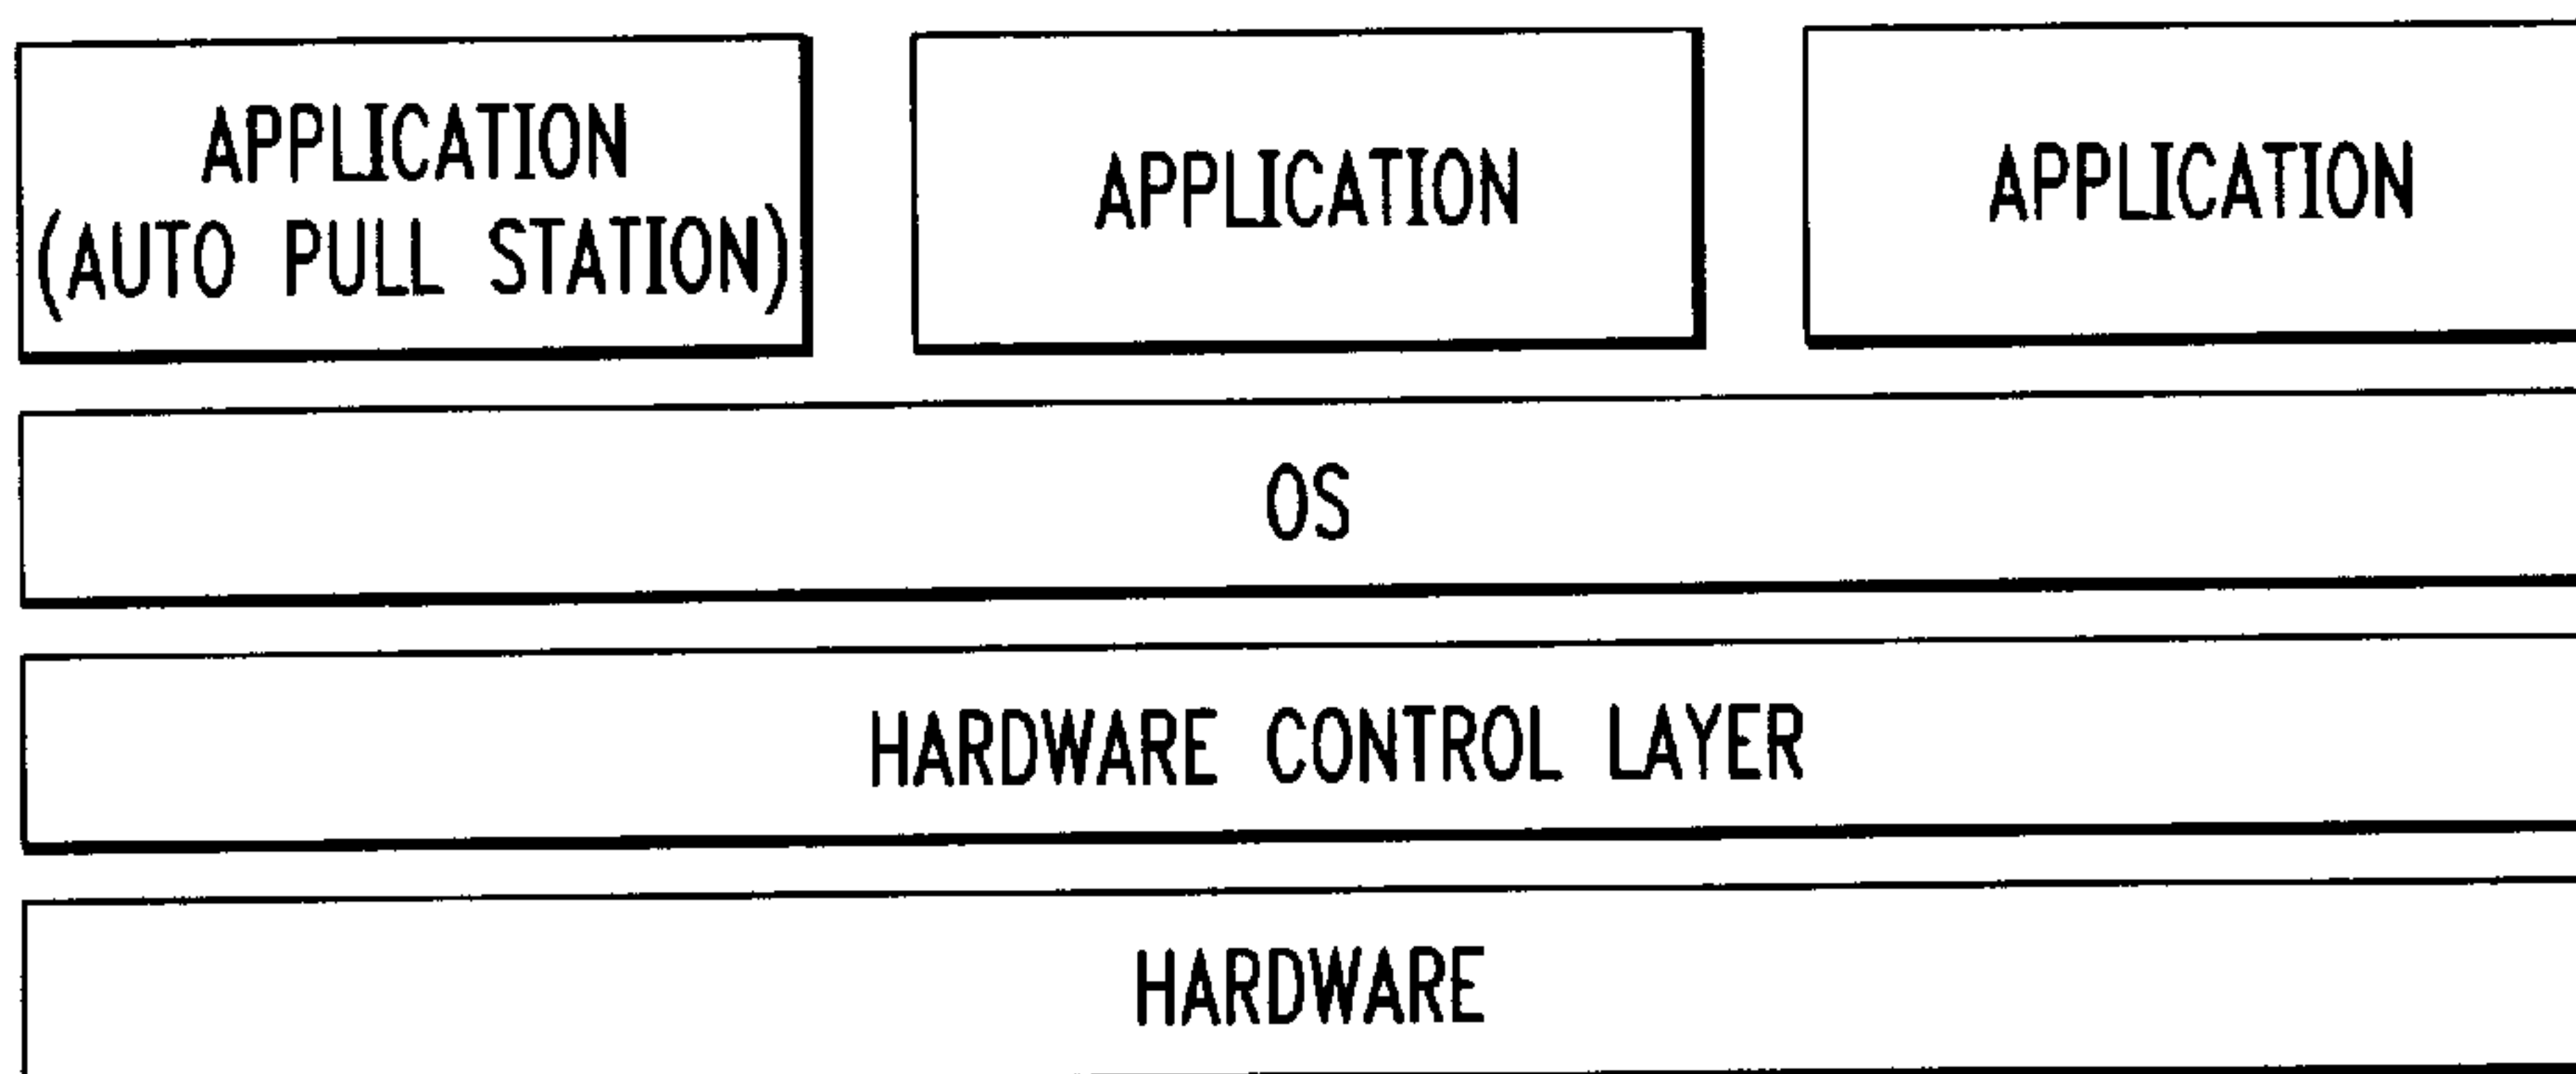 APPLICATION
(AUTO PULL STATION)
APPLICATION
APPLICATION
OS
HARDWARE CONTROL LAYER
HARDWARE